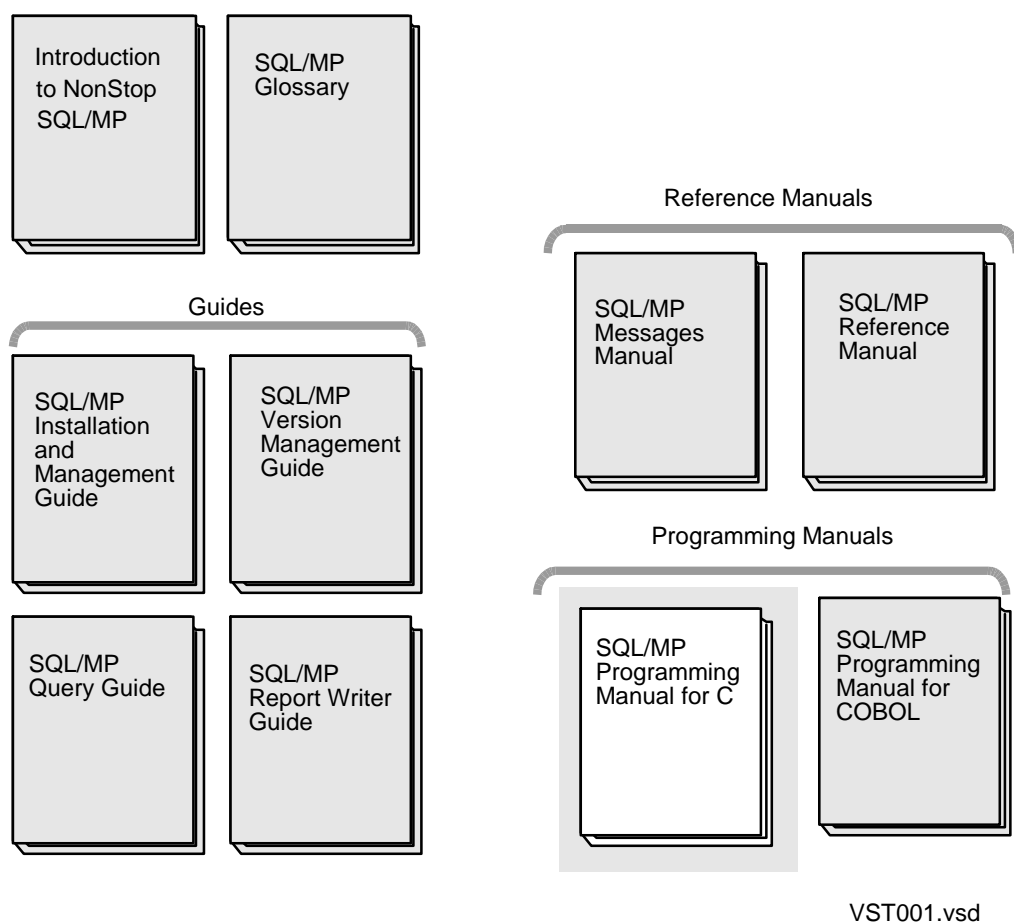 Introduction
to NonStop
SQL/MP
SQL/MP
Glossary
Guides
SQL/MP
Installation
and
Management
Guide
SQL/MP
Version
Management
Guide
SQL/MP
Query Guide
SQL/MP
Report Writer
Guide
Reference Manuals
SQL/MP
Messages
Manual
SQL/MP
Reference
Manual
Programming Manuals
SQL/MP
Programming
Manual for C
SQL/MP
Programming
Manual for
COBOL
VST001.vsd